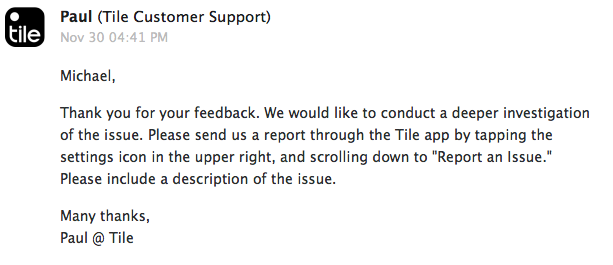 tile
Paul (Tile Customer Support)
Nov 30 04:41 PM
Michael,
Thank you for your feedback. We would like to conduct a deeper investigation
of the issue. Please send us a report through the Tile app by tapping the
settings icon in the upper right, and scrolling down to "Report an Issue."
Please include a description of the issue.
Many thanks,
Paul @ Tile